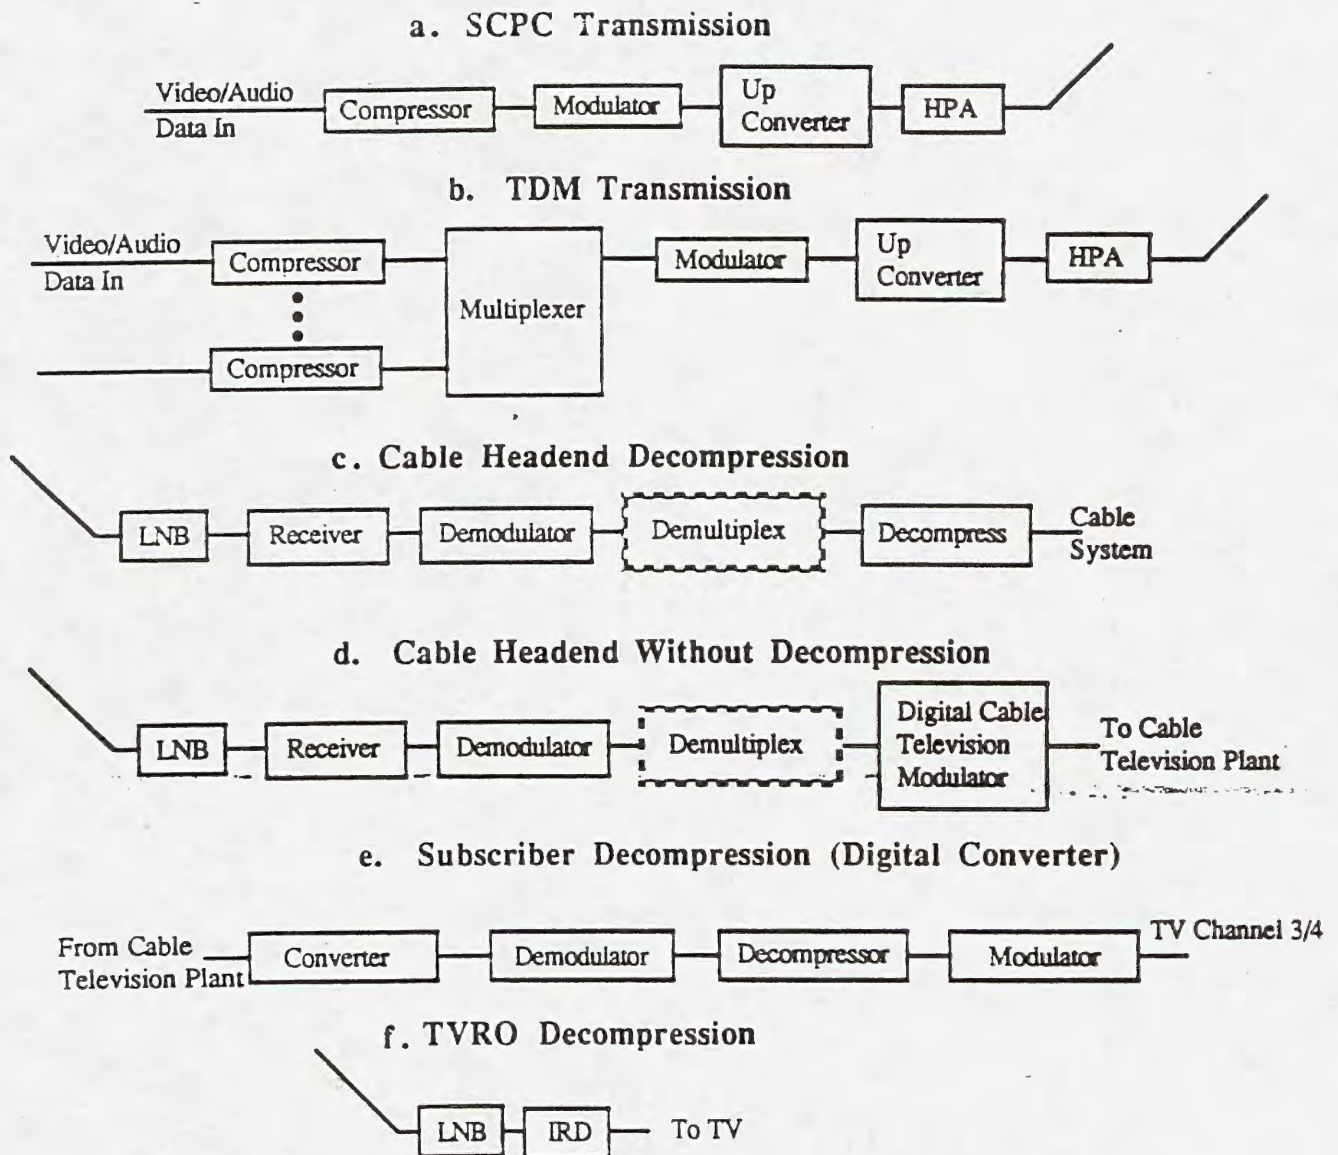 a. SCPC Transmission
Video/Audio
Data In
Compressor
Modulator
Up
Converter
HPA
b. TDM Transmission
Video/Audio
Data In
Compressor
Compressor
Multiplexer
Modulator
Up
Converter
HPA
c. Cable Headend Decompression
LNB
Receiver
Demodulator
Demultiplex
Decompress
Cable
System
d. Cable Headend Without Decompression
LNB
Receiver
Demodulator
Demultiplex
Digital Cable
Television
Modulator
To Cable
Television Plant
e. Subscriber Decompression (Digital Converter)
From Cable
Television Plant
Converter
Demodulator
Decompressor
Modulator
TV Channel 3/4
f. TVRO Decompression
LNB
IRD
To TV